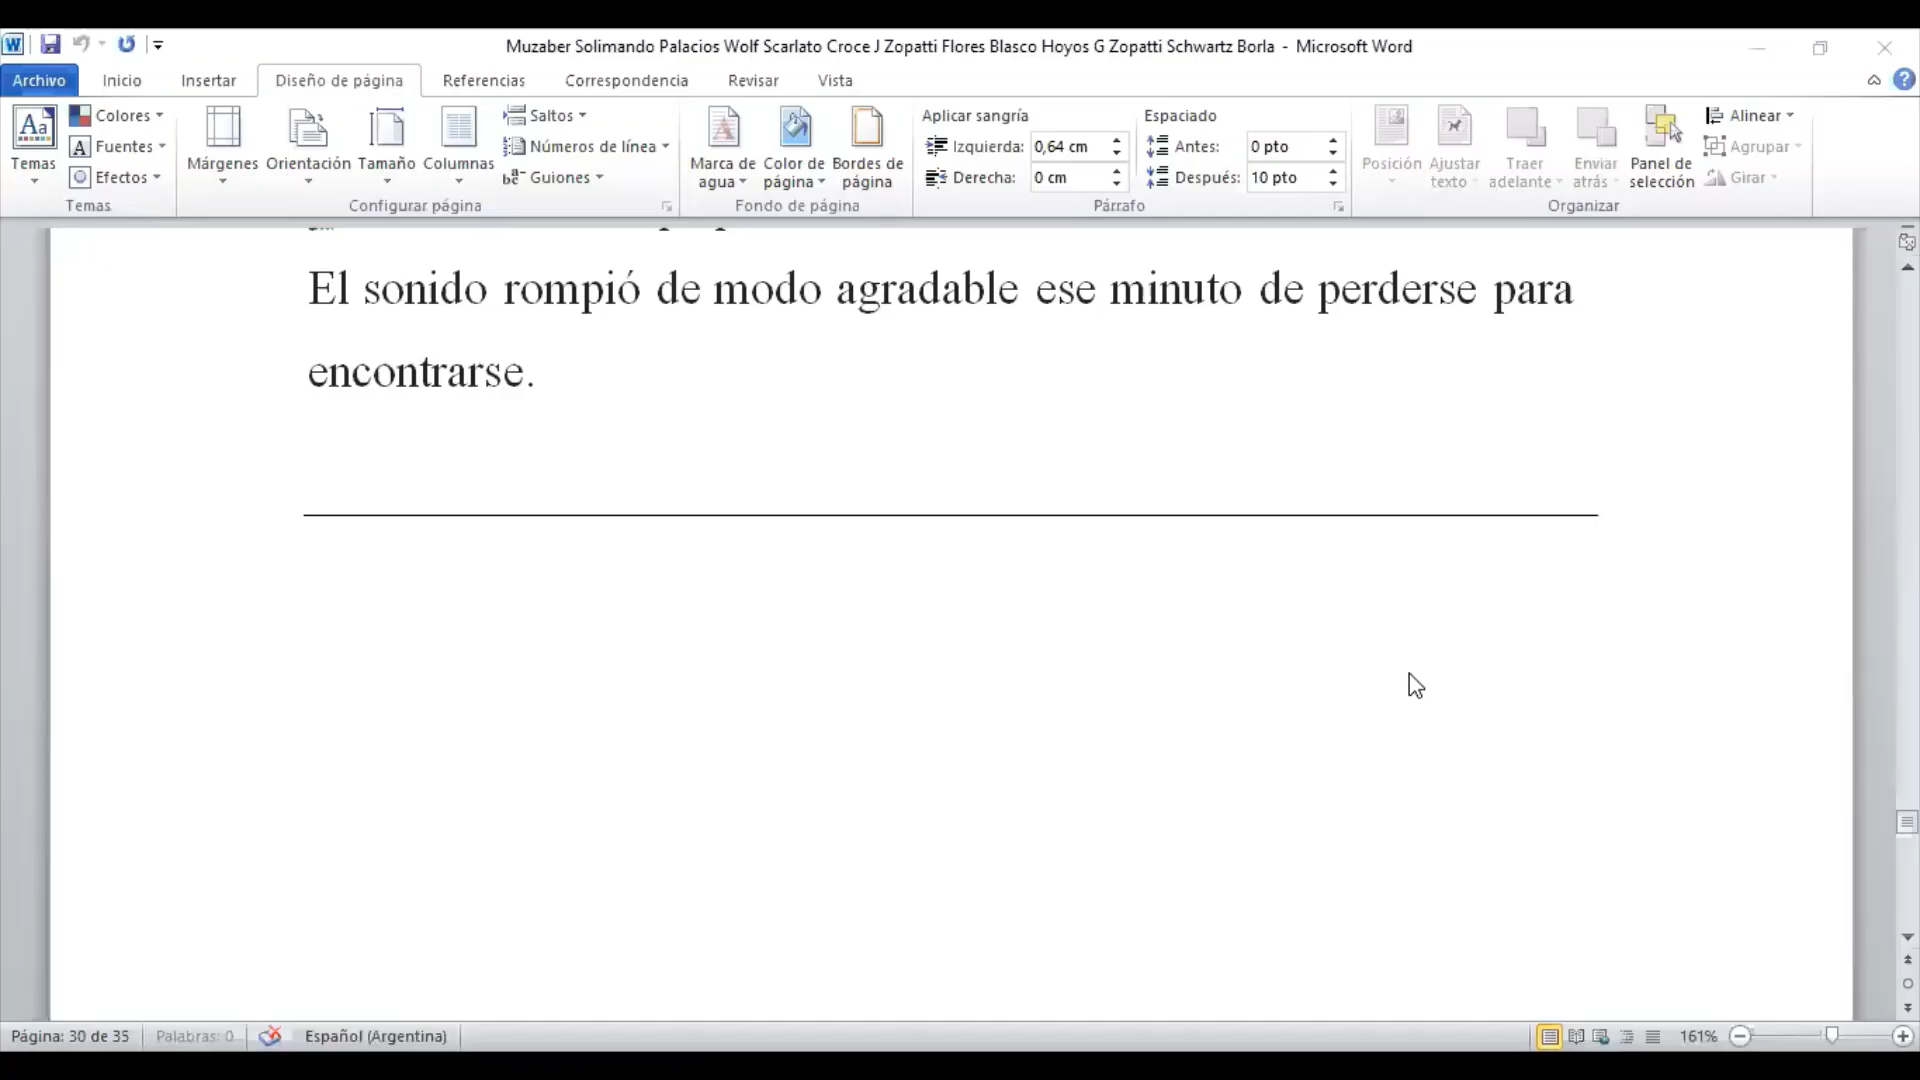 Muzaber Solimando Palacios Wolf Scarlato Croce J Zopatti Flores Blasco Hoyos G Zopatti Schwartz Borla - Microsoft Word
Archivo Inicio Insertar Diseño de página Referencias Correspondencia Revisar Vista
Temas
Colores
Fuentes
Efectos
Temas
Márgenes Orientación Tamaño Columnas
Saltos
Números de línea
Guiones
Configurar página
Marca de agua
Color de página
Bordes de página
Fondo de página
Aplicar sangría
Izquierda: 0,64 cm
Derecha: 0 cm
Espaciado
Antes: 0 pto
Después: 10 pto
Párrafo
Posición
Ajustar texto
Traer adelante
Enviar atrás
Panel de selección
Alinear
Agrupar
Girar
Organizar
El sonido rompió de modo agradable ese minuto de perderse para
encontrarse.
Página: 30 de 35 Palabras: 0 Español (Argentina) 161%